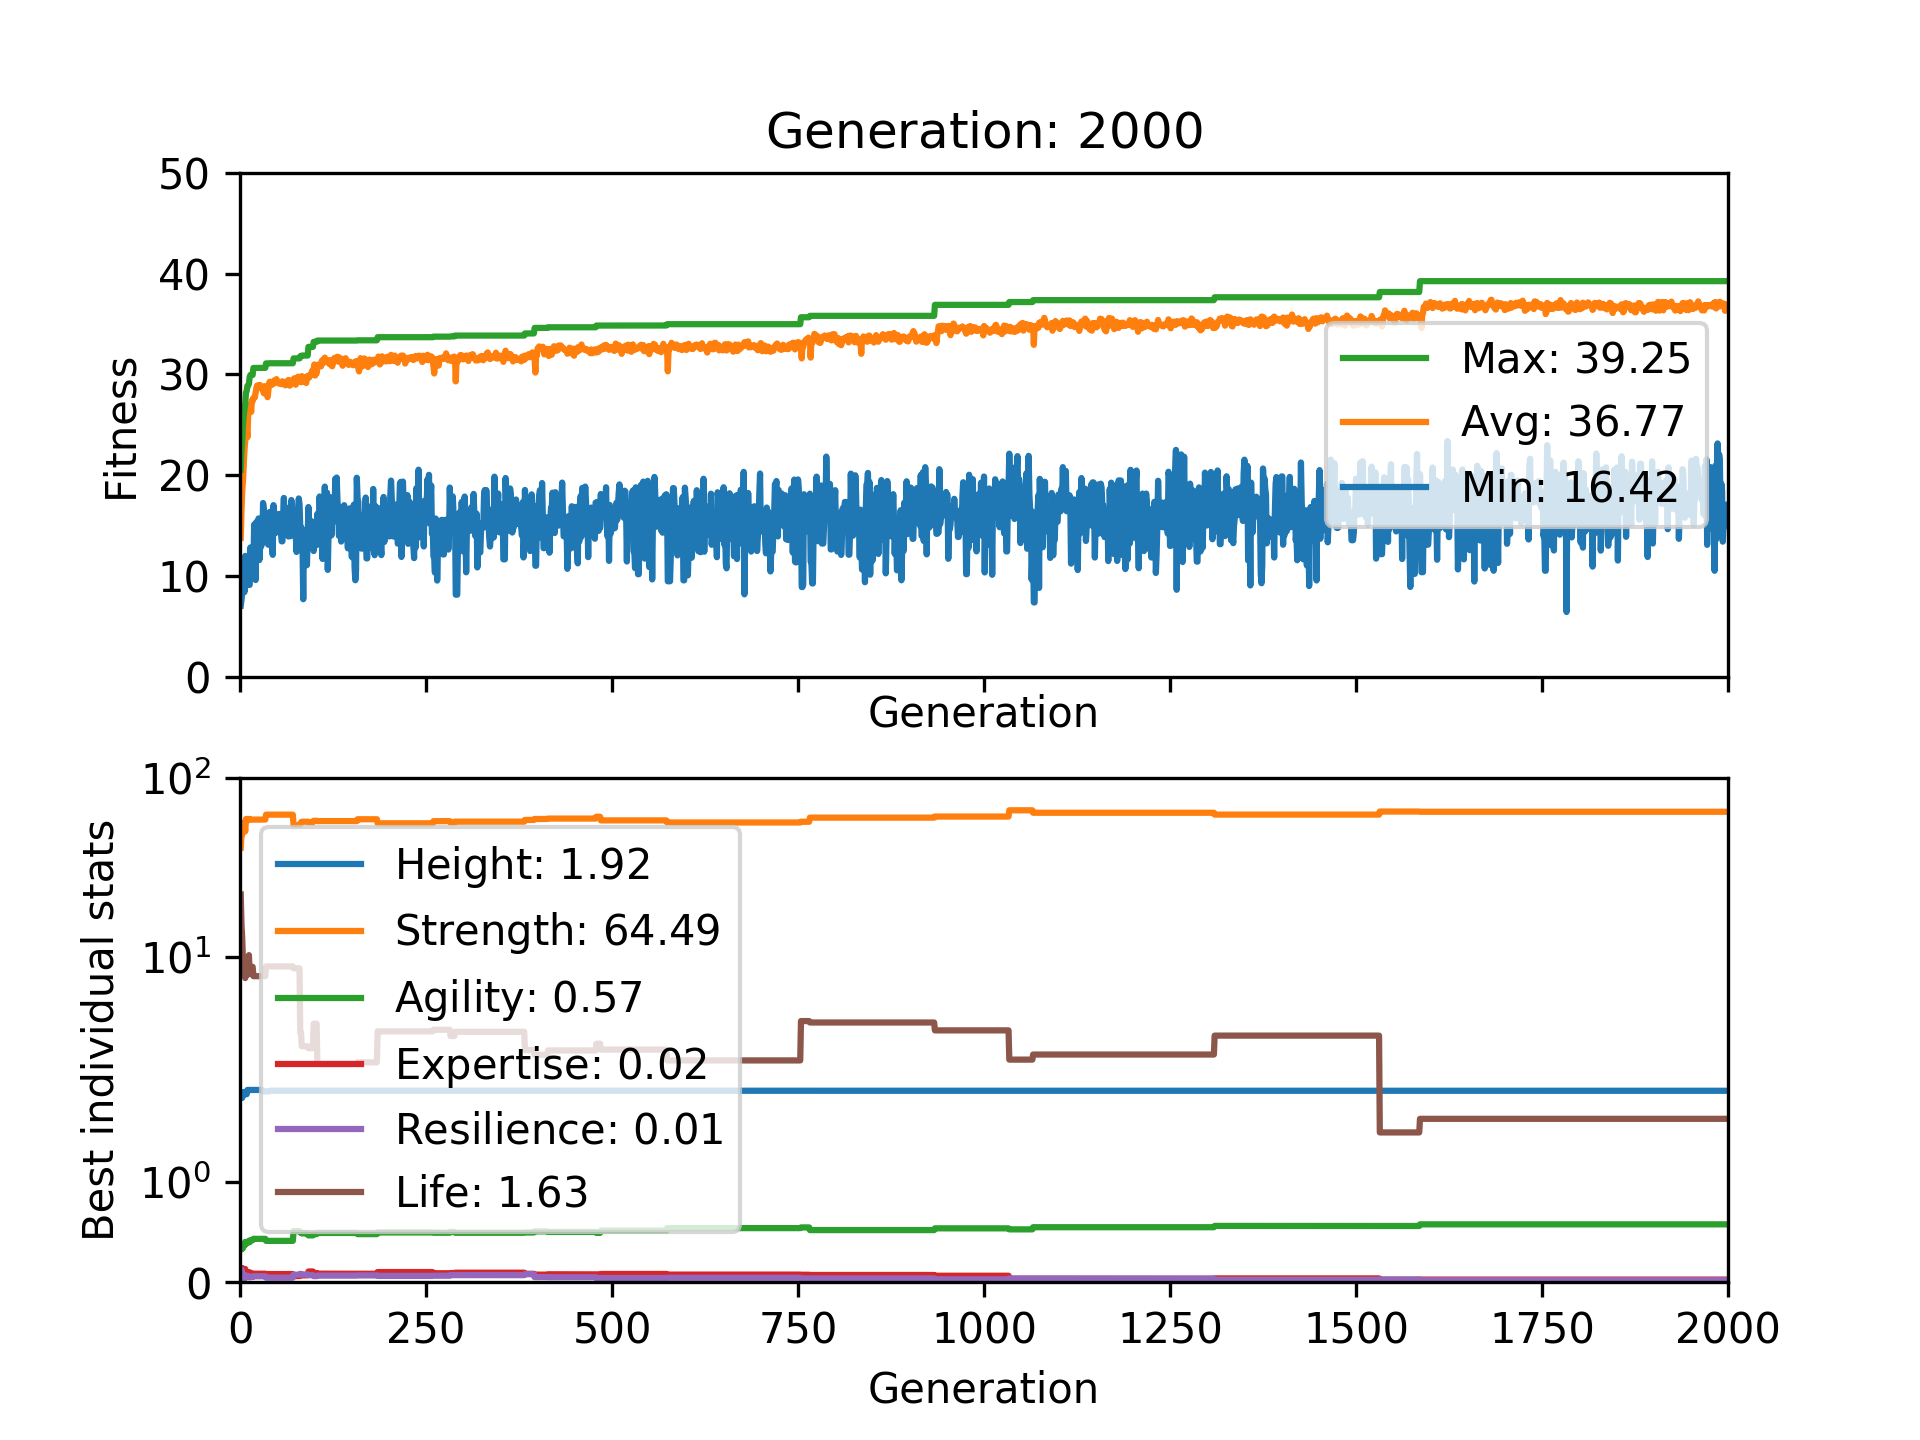 Generation: 2000
50
40
30
20
10
0
Fitness
Max: 39.25
Avg: 36.77
Min: 16.42
Generation
10²
10¹
10⁰
0
Best individual stats
Height: 1.92
Strength: 64.49
Agility: 0.57
Expertise: 0.02
Resilience: 0.01
Life: 1.63
0 250 500 750 1000 1250 1500 1750 2000
Generation